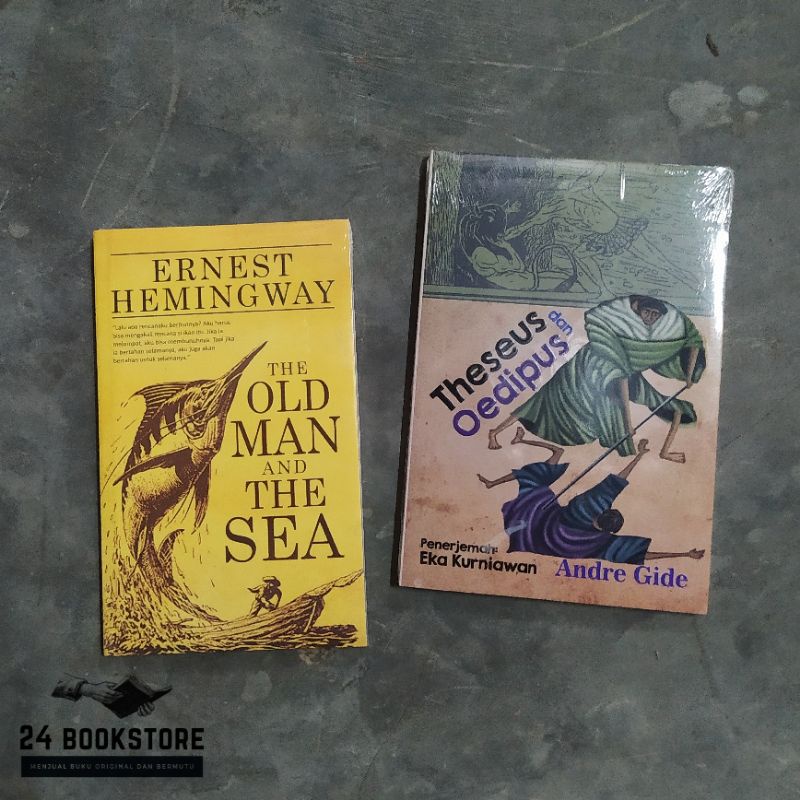 ERNEST
HEMINGWAY
"Lalu apa rencanaku berikutnya? Aku harus
bisa mengakali rencana si ikan itu. Jika ia
melompat, aku bisa membunuhnya. Tapi jika
ia bertahan selamanya, aku juga akan
bertahan untuk selamanya."
THE
OLD
MAN
AND
THE
SEA
Theseus dan
Oedipus
Penerjemah:
Eka Kurniawan
Andre Gide
24 BOOKSTORE
MENJUAL BUKU ORIGINAL DAN BERMUTU